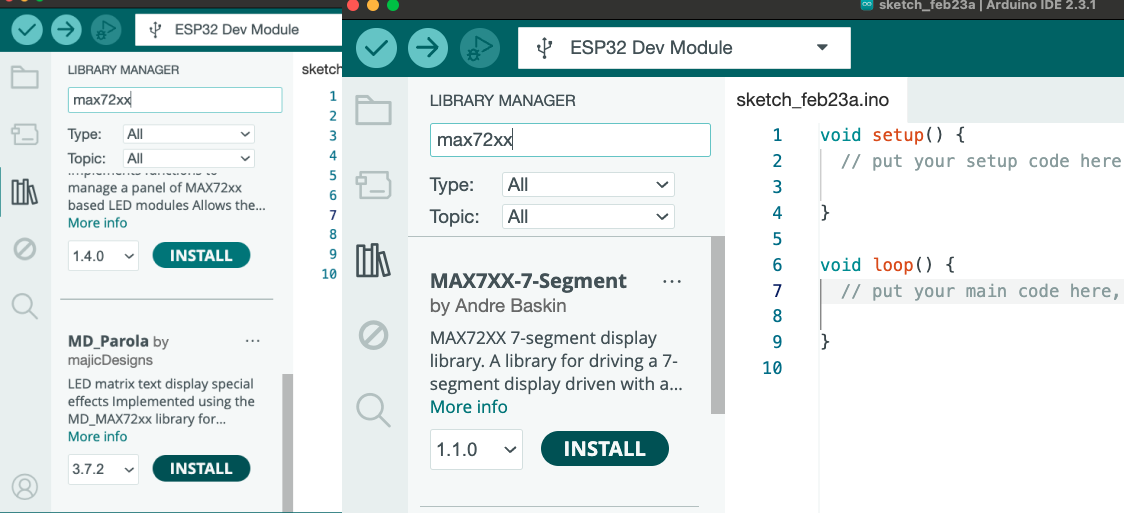 ESP32 Dev Module
LIBRARY MANAGER
max72xx
Type: All
Topic: All
manage a panel of MAX72xx
based LED modules Allows the...
More info
1.4.0 INSTALL
MD_Parola by
majicDesigns
LED matrix text display special
effects Implemented using the
MD_MAX72xx library for...
More info
3.7.2 INSTALL
sketch
1
2
3
4
5
6
7
8
9
10
sketch_feb23a | Arduino IDE 2.3.1
ESP32 Dev Module
LIBRARY MANAGER
max72xx
Type: All
Topic: All
MAX7XX-7-Segment
by Andre Baskin
MAX72XX 7-segment display
library. A library for driving a 7-
segment display driven with a...
More info
1.1.0 INSTALL
sketch_feb23a.ino
1 void setup() {
2 // put your setup code here
3
4 }
5
6 void loop() {
7 // put your main code here,
8
9 }
10